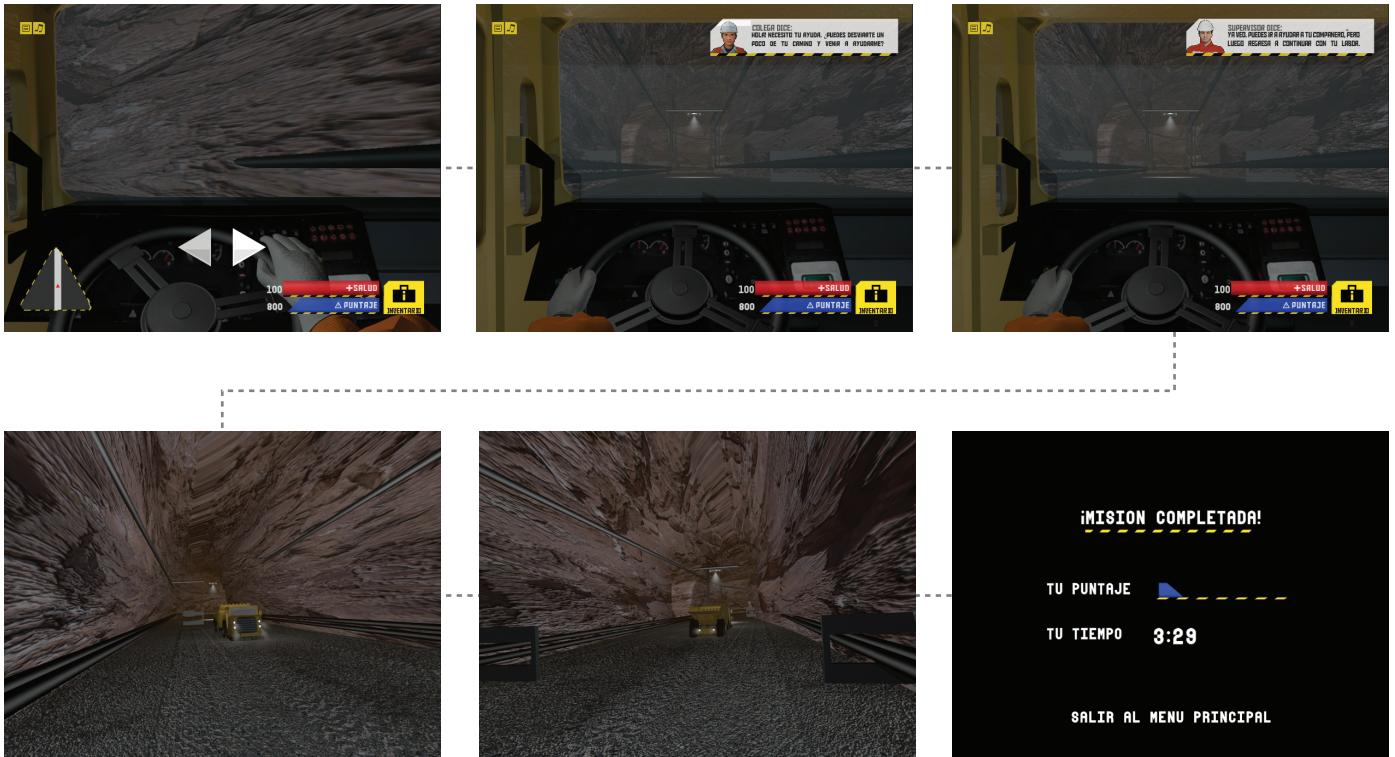 100 +SALUD
800 PUNTAJE
INVENTARIO
COLEGA DICE:
HOLA! NECESITO TU AYUDA. ¿PUEDES DESVIARTE UN
POCO DE TU CAMINO Y VENIR A AYUDARME?
100 +SALUD
800 PUNTAJE
INVENTARIO
SUPERVISOR DICE:
YA VEO. PUEDES IR A AYUDAR A TU COMPAÑERO, PERO
LUEGO REGRESA A CONTINUAR CON TU LABOR.
100 +SALUD
800 PUNTAJE
INVENTARIO
¡MISION COMPLETADA!
TU PUNTAJE
TU TIEMPO 3:29
SALIR AL MENU PRINCIPAL